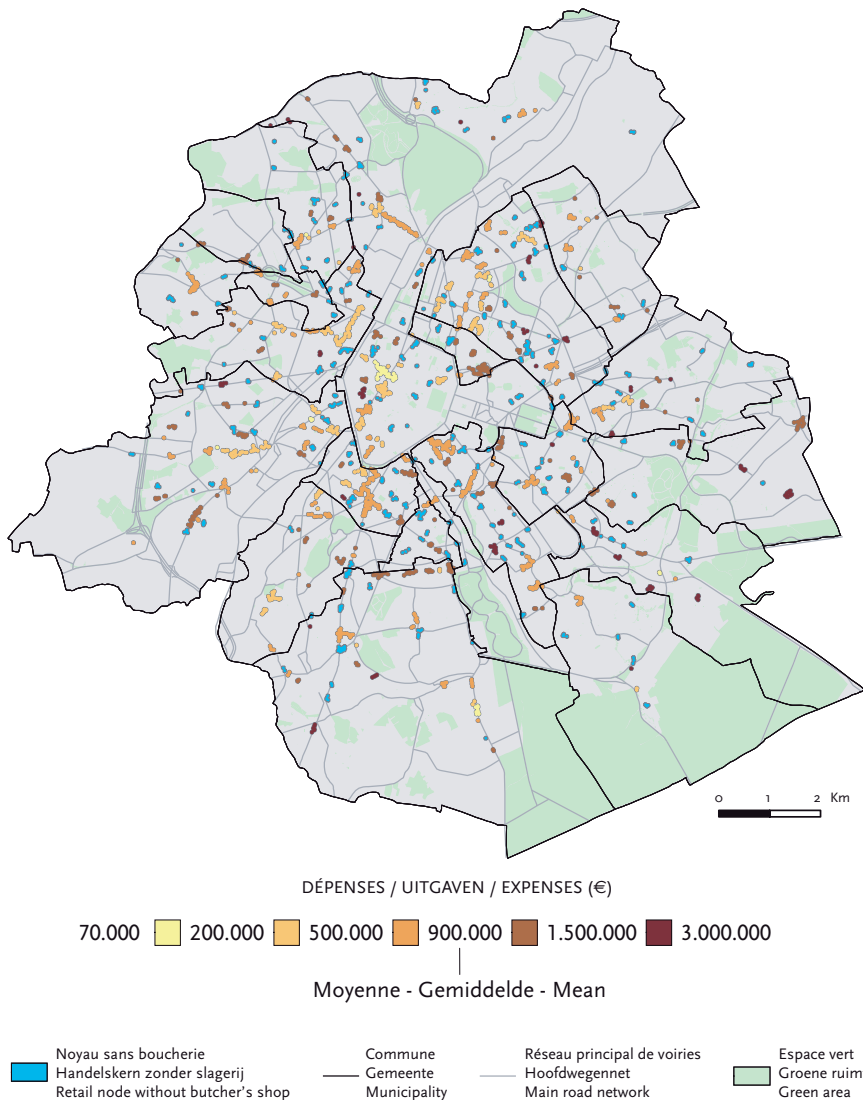 0 1 2 Km
DÉPENSES / UITGAVEN / EXPENSES (€)
70.000 200.000 500.000 900.000 1.500.000 3.000.000
Moyenne - Gemiddelde - Mean
Noyau sans boucherie
Handelskern zonder slagerij
Retail node without butcher's shop
Commune
Gemeente
Municipality
Réseau principal de voiries
Hoofdwegennet
Main road network
Espace vert
Groene ruim
Green area